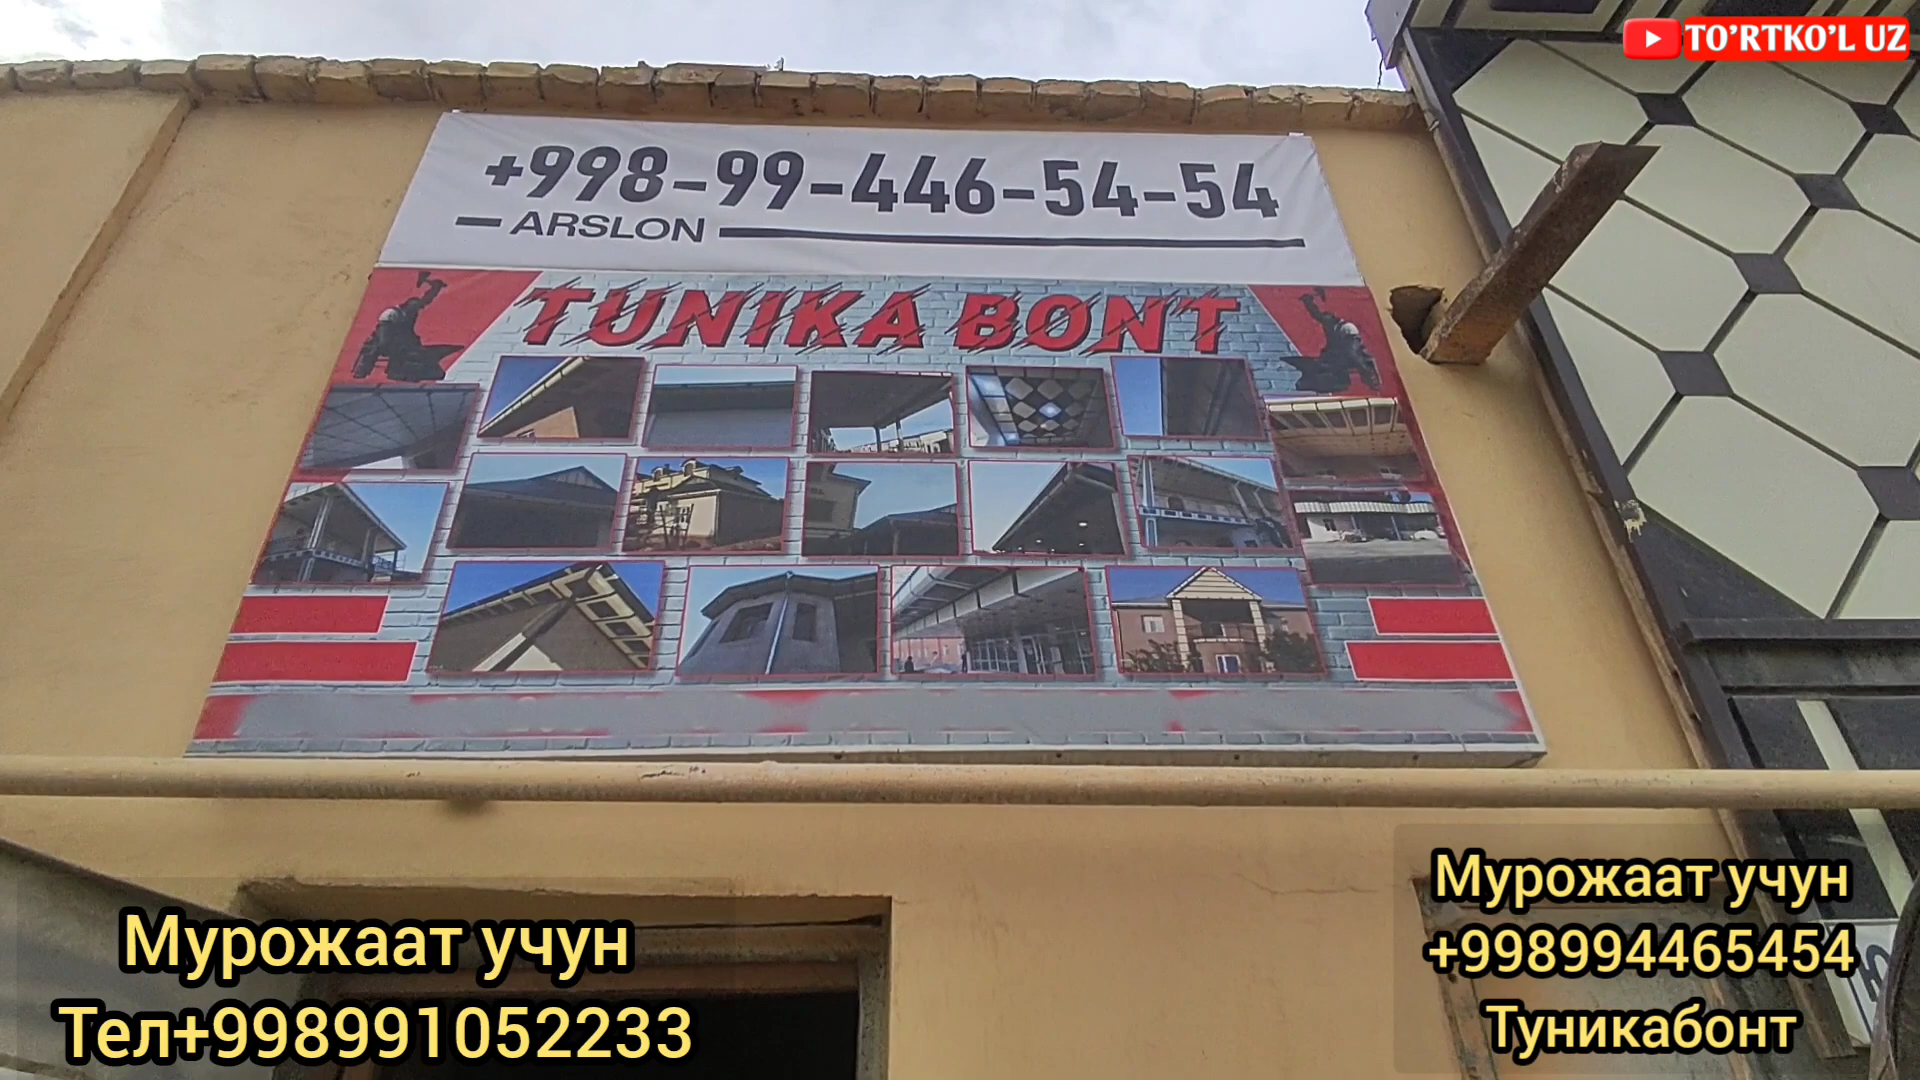 TO'RTKO'L UZ
+998-99-446-54-54
ARSLON
TUNIKA BONT
Мурожаат учун
Тел+998991052233
Мурожаат учун
+998994465454
Туникабонт